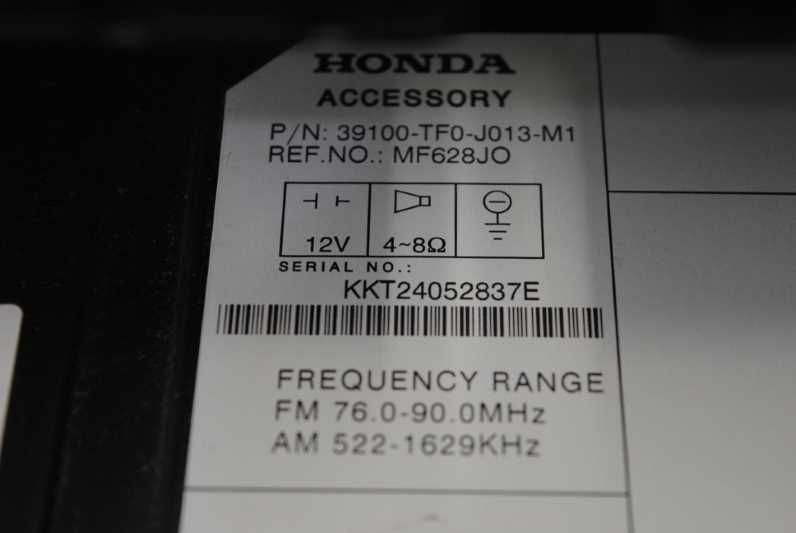 HONDA
ACCESSORY
P/N: 39100-TF0-J013-M1
REF.NO.: MF628JO
12V 4~8Ω
SERIAL NO.:
KKT24052837E
FREQUENCY RANGE
FM 76.0-90.0MHz
AM 522-1629KHz